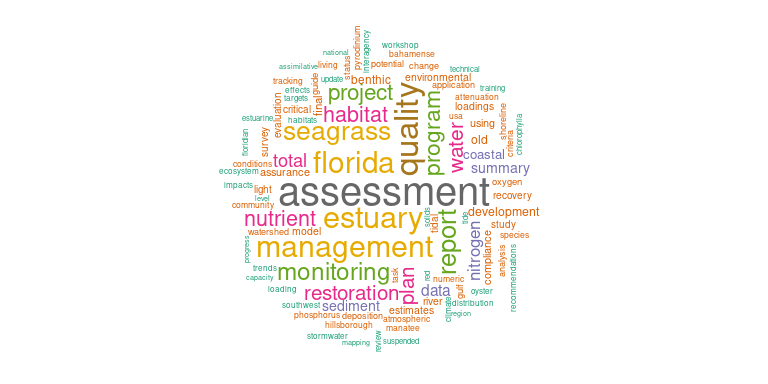 national
pyrodinium
interagency
workshop
bahamense
assimilative
living
status
potential
change
technical
tracking
guide
update
benthic
environmental
training
effects
targets
final
project
quality
program
application
attenuation
usa
loadings
critical
habitat
estuarine
habitats
evaluation
seagrass
water
using
shoreline
floridian
survey
old
criteria
chlorophylla
total
florida
coastal
conditions
ecosystem
assurance
summary
impacts
light
level
assessment
oxygen
recovery
community
nutrient
estuary
solids
tidal
report
tide
development
watershed
model
study
species
progress
management
nitrogen
compliance
analysis
recommendations
trends
monitoring
capacity
plan
task
red
numeric
gulf
loading
restoration
data
oyster
southwest
sediment
river
climate
distribution
phosphorus
deposition
estimates
atmospheric
region
hillsborough
manatee
stormwater
mapping
review
suspended